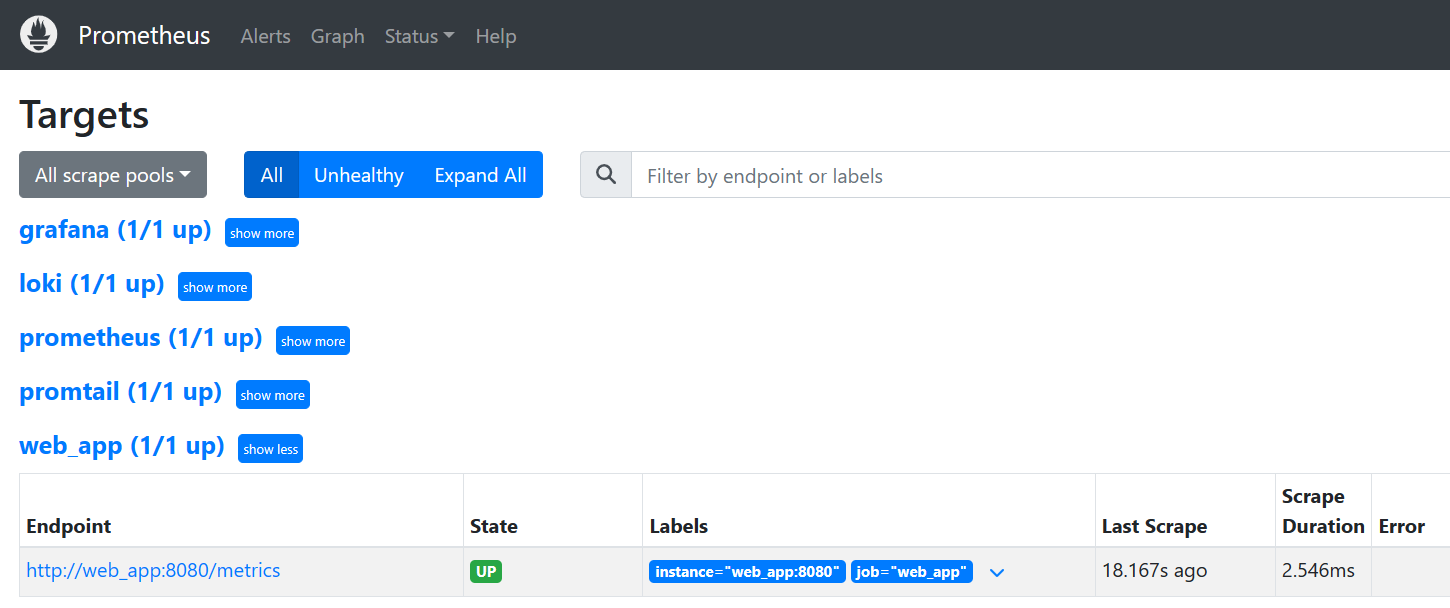 Prometheus Alerts Graph Status Help
Targets
All scrape pools All Unhealthy Expand All Filter by endpoint or labels
grafana (1/1 up) show more
loki (1/1 up) show more
prometheus (1/1 up) show more
promtail (1/1 up) show more
web_app (1/1 up) show less
Endpoint State Labels Last Scrape Scrape Duration Error
http://web_app:8080/metrics UP instance="web_app:8080" job="web_app" 18.167s ago 2.546ms